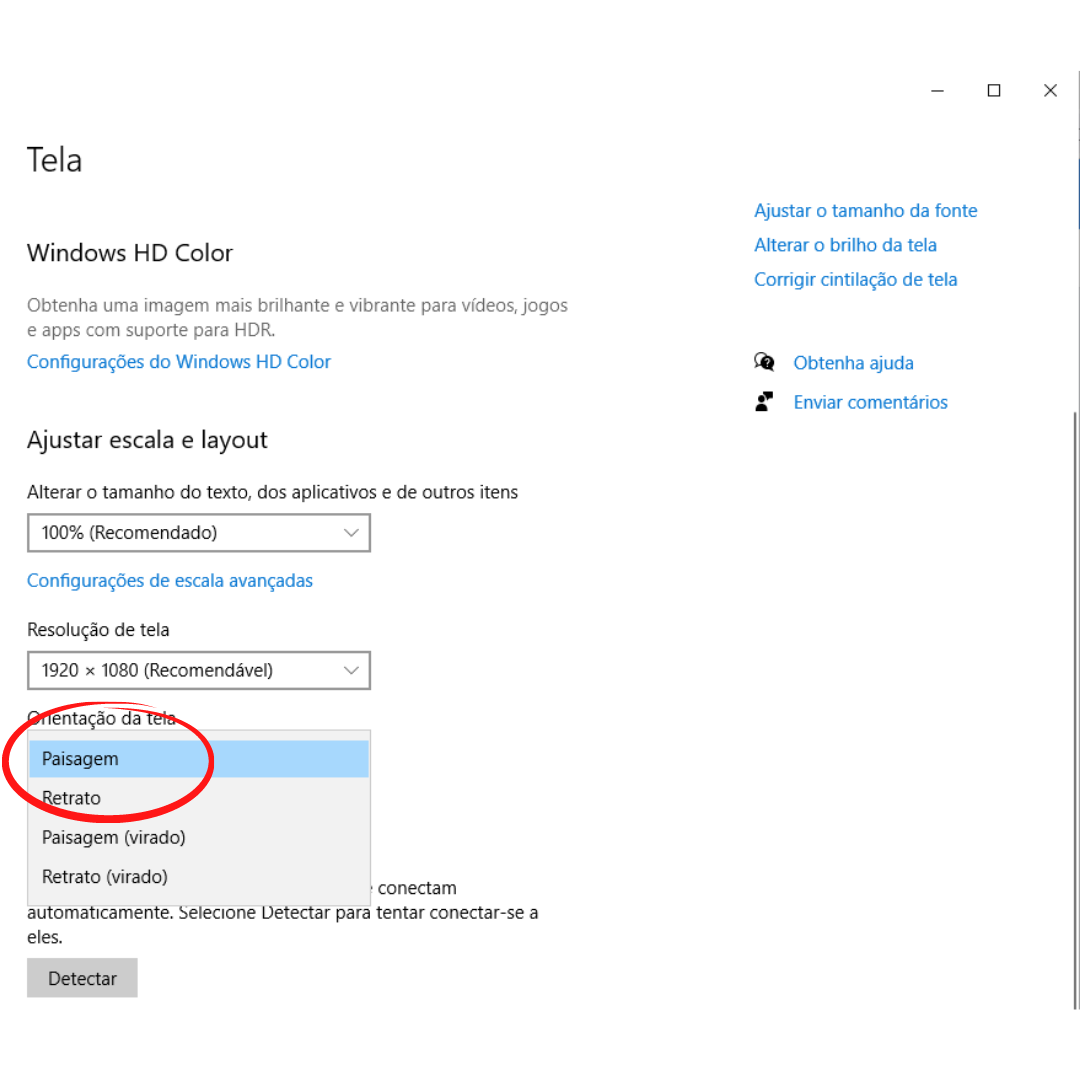 Tela
Ajustar o tamanho da fonte
Alterar o brilho da tela
Corrigir cintilação de tela
Obtenha ajuda
Enviar comentários
Windows HD Color
Obtenha uma imagem mais brilhante e vibrante para vídeos, jogos
e apps com suporte para HDR.
Configurações do Windows HD Color
Ajustar escala e layout
Alterar o tamanho do texto, dos aplicativos e de outros itens
100% (Recomendado)
Configurações de escala avançadas
Resolução de tela
1920 × 1080 (Recomendável)
Orientação da tela
Paisagem
Retrato
Paisagem (virado)
Retrato (virado)
conectam
automaticamente. Selecione Detectar para tentar conectar-se a
eles.
Detectar